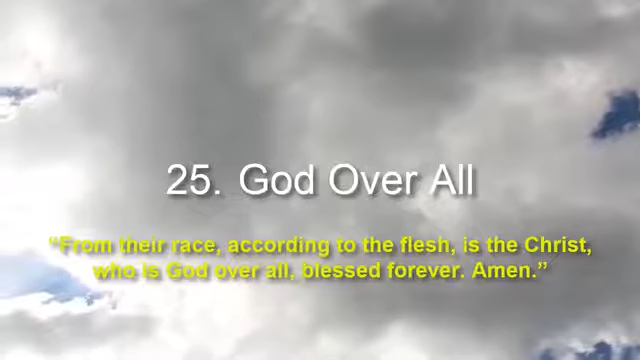 25. God Over All
“From their race, according to the flesh, is the Christ,
who is God over all, blessed forever. Amen.”